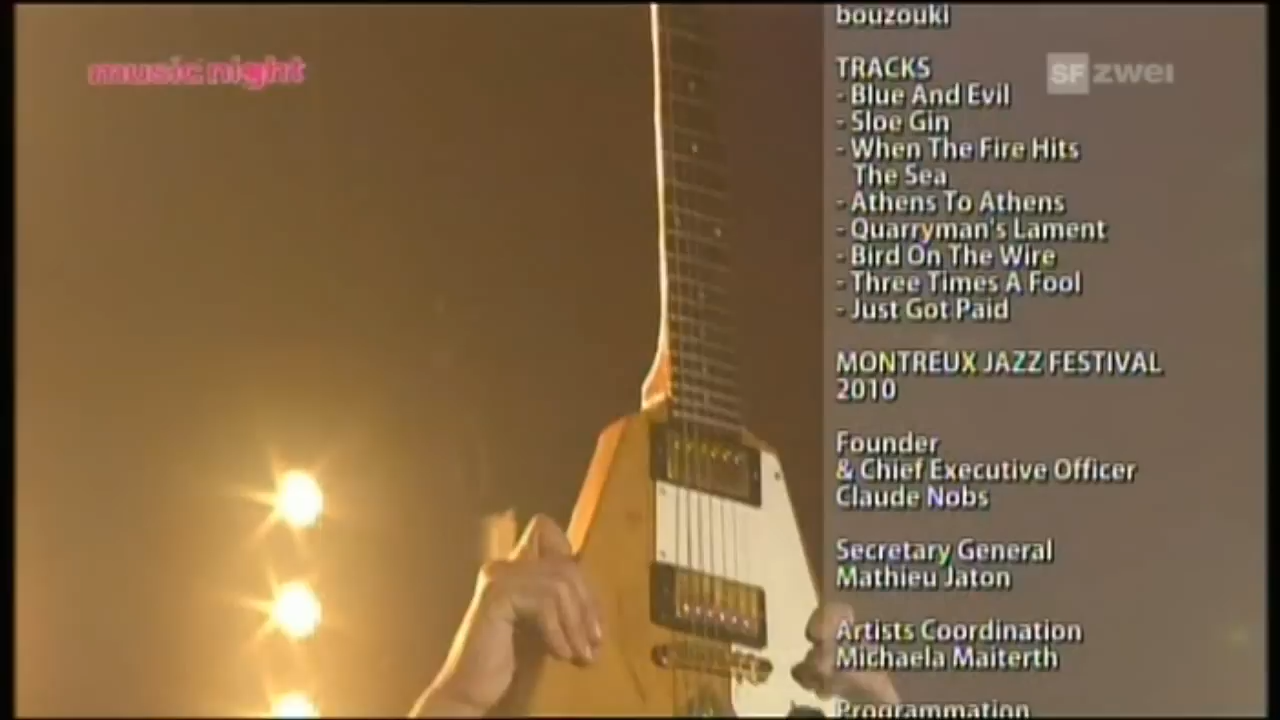 music night
SF zwei
bouzouki
TRACKS
- Blue And Evil
- Sloe Gin
- When The Fire Hits
The Sea
- Athens To Athens
- Quarryman's Lament
- Bird On The Wire
- Three Times A Fool
- Just Got Paid
MONTREUX JAZZ FESTIVAL
2010
Founder
& Chief Executive Officer
Claude Nobs
Secretary General
Mathieu Jaton
Artists Coordination
Michaela Maiterth
Programmation